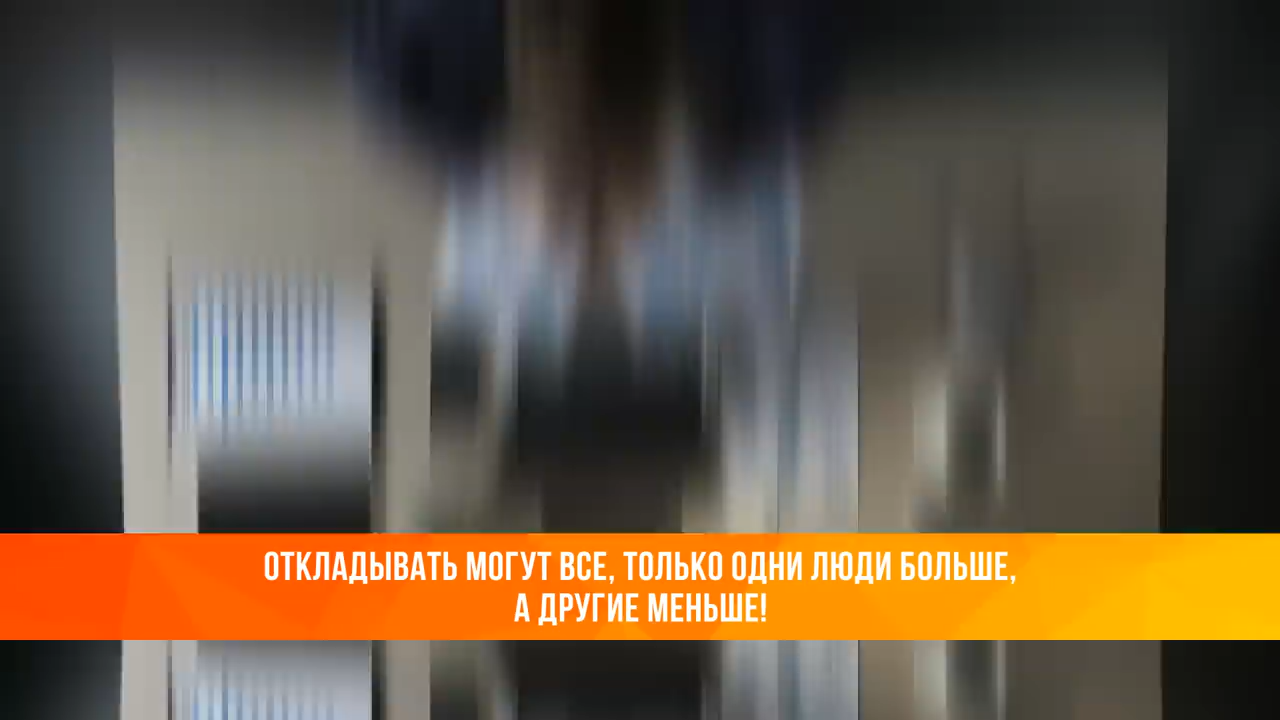 ОТКЛАДЫВАТЬ МОГУТ ВСЕ, ТОЛЬКО ОДНИ ЛЮДИ БОЛЬШЕ,
А ДРУГИЕ МЕНЬШЕ!